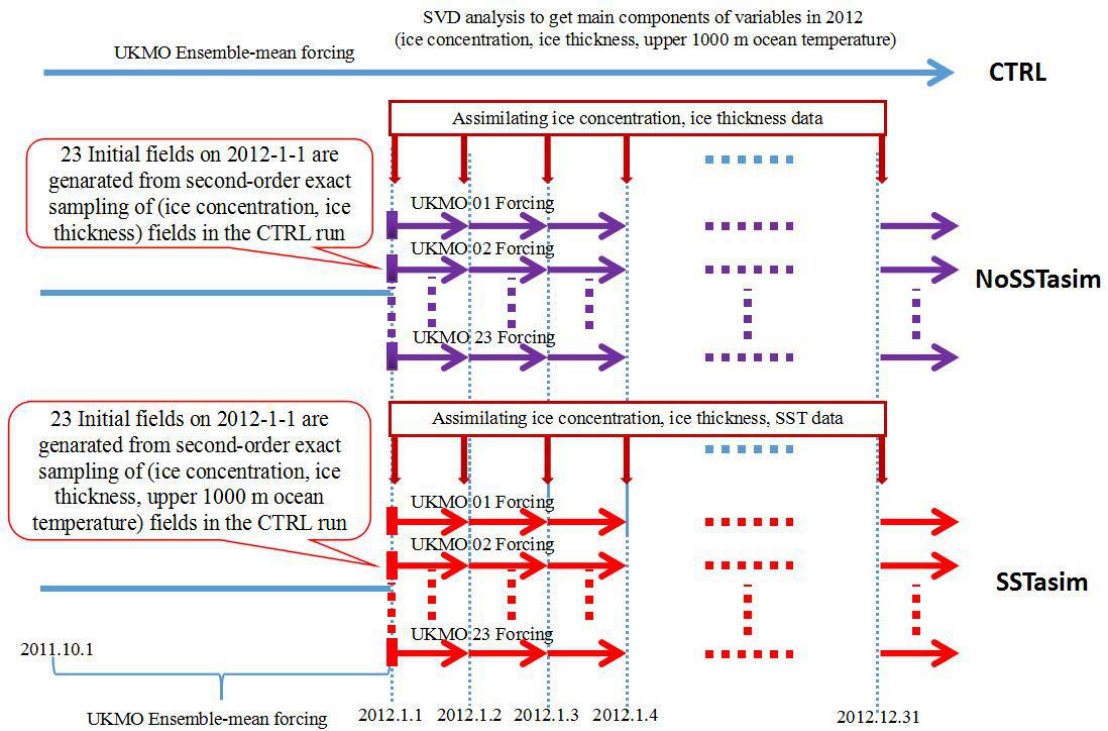 SVD analysis to get main components of variables in 2012
(ice concentration, ice thickness, upper 1000 m ocean temperature)
UKMO Ensemble-mean forcing
CTRL
Assimilating ice concentration, ice thickness data
23 Initial fields on 2012-1-1 are
genarated from second-order exact
sampling of (ice concentration, ice
thickness) fields in the CTRL run
UKMO 01 Forcing
UKMO 02 Forcing
UKMO 23 Forcing
NoSSTasim
Assimilating ice concentration, ice thickness, SST data
23 Initial fields on 2012-1-1 are
genarated from second-order exact
sampling of (ice concentration, ice
thickness, upper 1000 m ocean
temperature) fields in the CTRL run
UKMO 01 Forcing
UKMO 02 Forcing
UKMO 23 Forcing
SSTasim
2011.10.1
UKMO Ensemble-mean forcing
2012.1.1
2012.1.2
2012.1.3
2012.1.4
2012.12.31